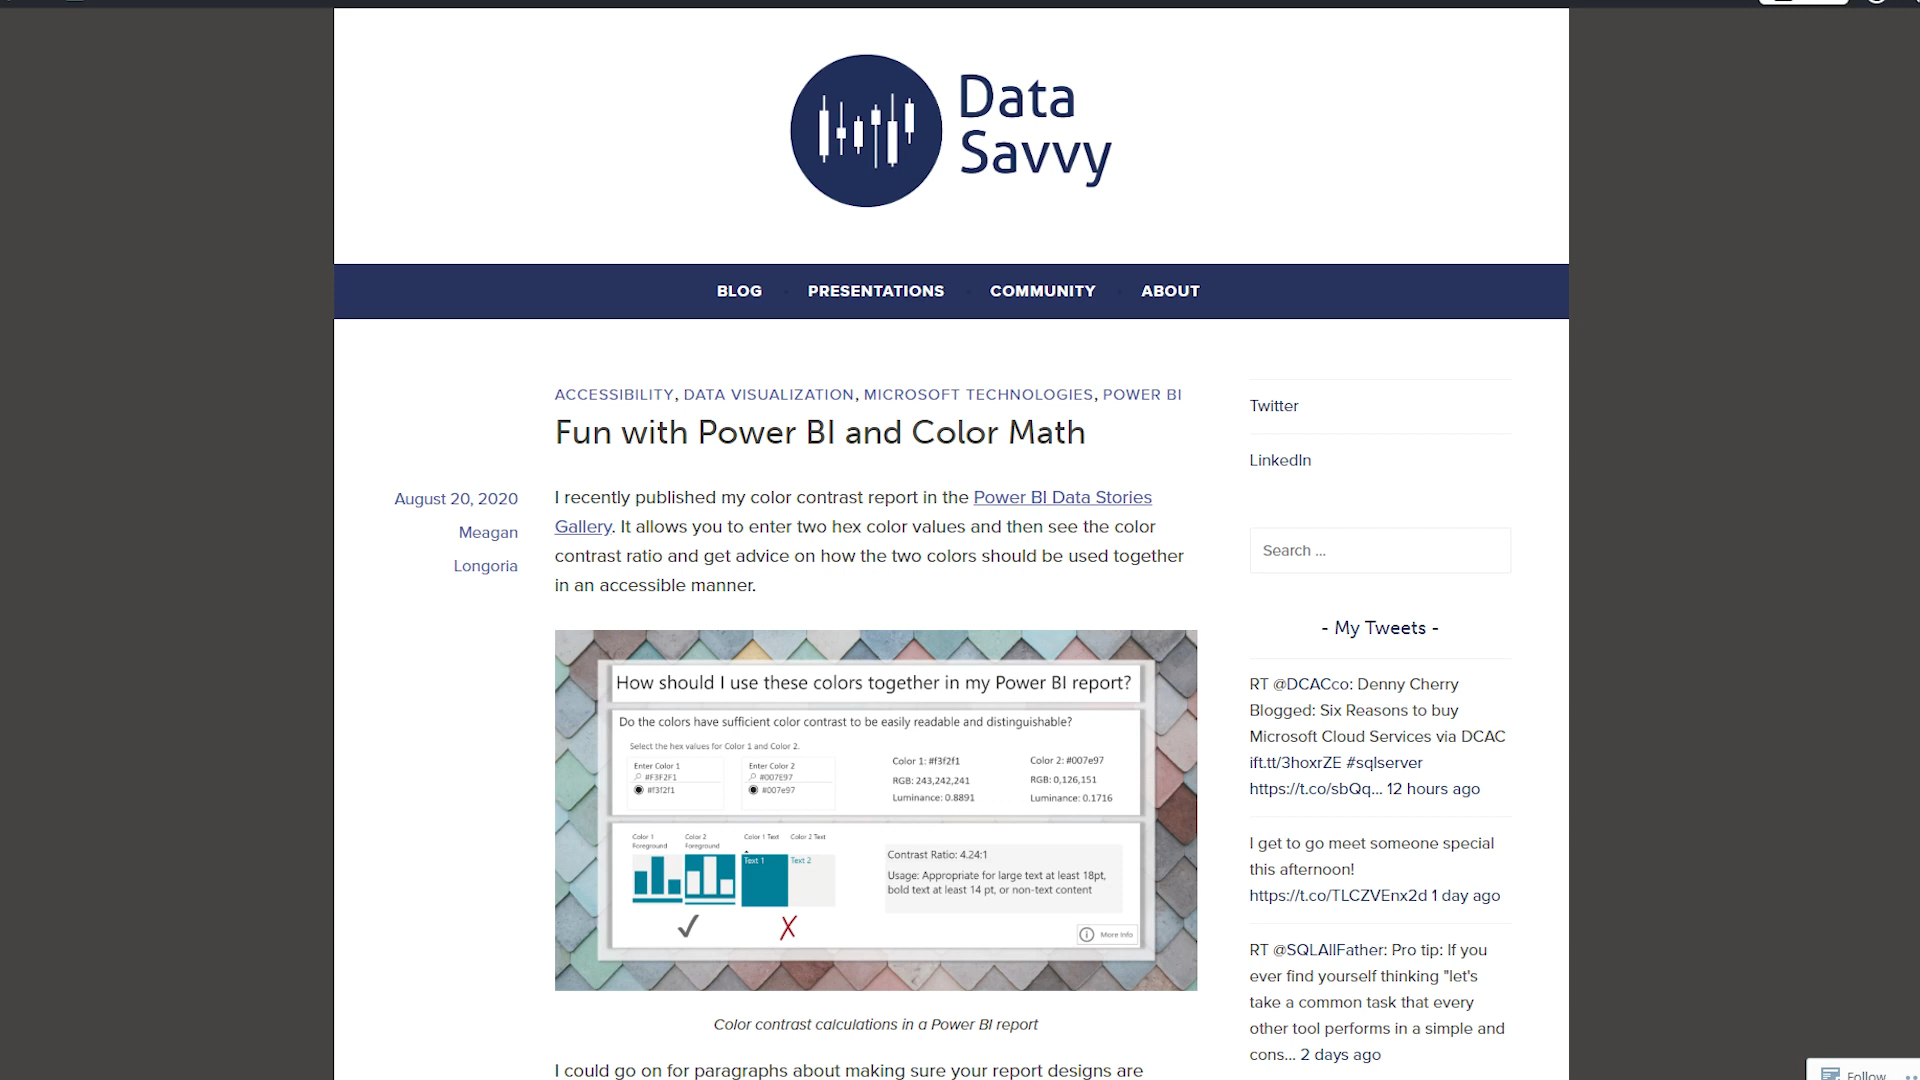 Data
Savvy
BLOG
PRESENTATIONS
COMMUNITY
ABOUT
ACCESSIBILITY, DATA VISUALIZATION, MICROSOFT TECHNOLOGIES, POWER BI
Fun with Power BI and Color Math
August 20, 2020
Meagan
Longoria
I recently published my color contrast report in the Power BI Data Stories
Gallery. It allows you to enter two hex color values and then see the color
contrast ratio and get advice on how the two colors should be used together
in an accessible manner.
How should I use these colors together in my Power BI report?
Do the colors have sufficient color contrast to be easily readable and distinguishable?
Select the hex values for Color 1 and Color 2.
Enter Color 1
#F3F2F1
#f3f2f1
Enter Color 2
#007E97
#007e97
Color 1: #f3f2f1
RGB: 243,242,241
Luminance: 0.8891
Color 2: #007e97
RGB: 0,126,151
Luminance: 0.1716
Color 1
Foreground
Color 2
Foreground
Color 1 Text
Color 2 Text
Text 1
Text 2
Contrast Ratio: 4.24:1
Usage: Appropriate for large text at least 18pt,
bold text at least 14 pt, or non-text content
More Info
Color contrast calculations in a Power BI report
I could go on for paragraphs about making sure your report designs are
Twitter
LinkedIn
Search ...
- My Tweets -
RT @DCACco: Denny Cherry
Blogged: Six Reasons to buy
Microsoft Cloud Services via DCAC
ift.tt/3hoxrZE #sqlserver
https://t.co/sbQq... 12 hours ago
I get to go meet someone special
this afternoon!
https://t.co/TLCZVEnx2d 1 day ago
RT @SQLAllFather: Pro tip: If you
ever find yourself thinking "let's
take a common task that every
other tool performs in a simple and
cons... 2 days ago
Follow